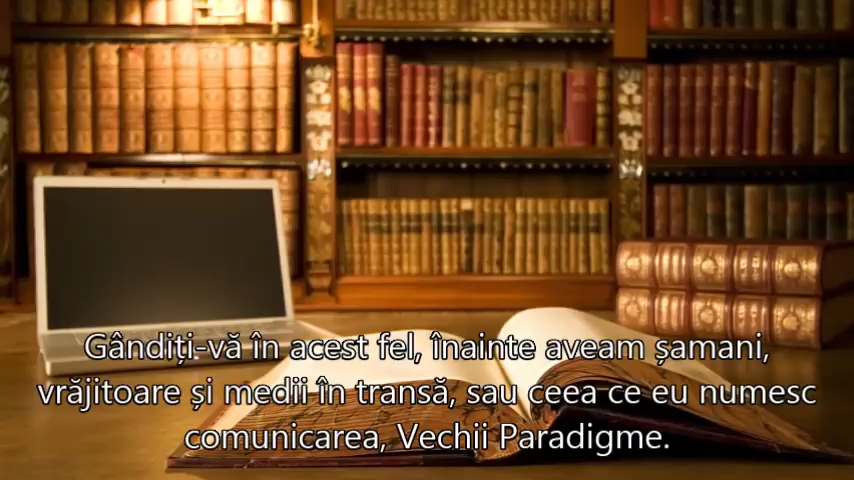 Gândiți-vă în acest fel, înainte aveam șamani,
vrăjitoare și medii în transă, sau ceea ce eu numesc
comunicarea, Vechii Paradigme.